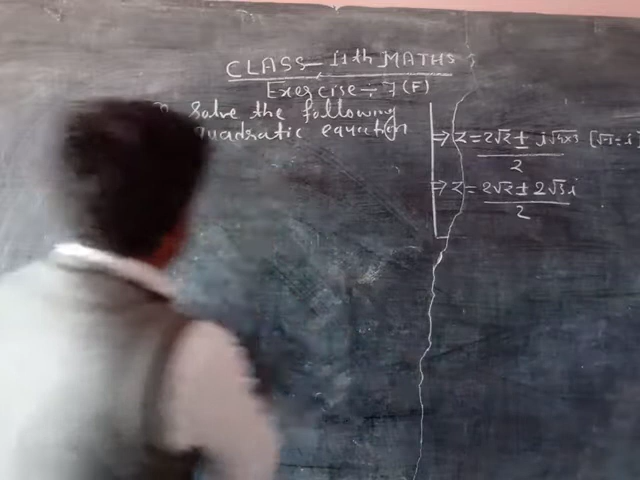 CLASS - 11th MATHS
Exercise :- 7(F)
Solve the following
quadratic equation
⇒ z = 2√2 ± i√4×3 [√-1 = i]
2
⇒ z = 2√2 ± 2√3i
2